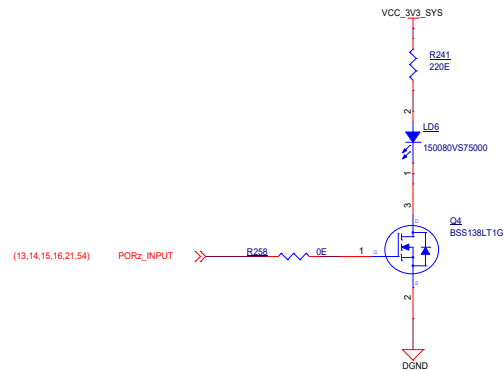 VCC_3V3_SYS
R241
220E
2
LD6
150080VS75000
1
3
D
Q4
BSS138LT1G
(13,14,15,16,21,54) PORz_INPUT R258 0E 1 G
S
2
DGND